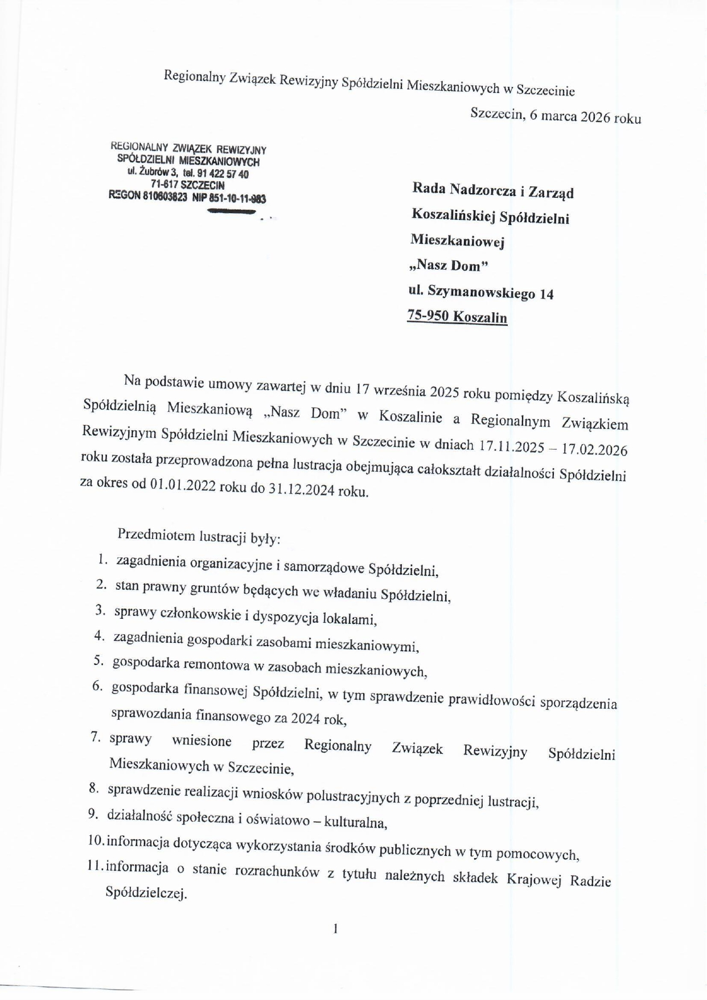 Regionalny Związek Rewizyjny Spółdzielni Mieszkaniowych w Szczecinie
Szczecin, 6 marca 2026 roku
REGIONALNY ZWIĄZEK REWIZYJNY
SPÓŁDZIELNI MIESZKANIOWYCH
ul. Żubrów 3, tel. 91 422 57 40
71-617 SZCZECIN
REGON 810603823 NIP 851-10-11-983
Rada Nadzorcza i Zarząd
Koszalińskiej Spółdzielni
Mieszkaniowej
„Nasz Dom”
ul. Szymanowskiego 14
75-950 Koszalin
Na podstawie umowy zawartej w dniu 17 września 2025 roku pomiędzy Koszalińską
Spółdzielnią Mieszkaniową „Nasz Dom” w Koszalinie a Regionalnym Związkiem
Rewizyjnym Spółdzielni Mieszkaniowych w Szczecinie w dniach 17.11.2025 – 17.02.2026
roku została przeprowadzona pełna lustracja obejmująca całokształt działalności Spółdzielni
za okres od 01.01.2022 roku do 31.12.2024 roku.
Przedmiotem lustracji były:
1. zagadnienia organizacyjne i samorządowe Spółdzielni,
2. stan prawny gruntów będących we władaniu Spółdzielni,
3. sprawy członkowskie i dyspozycja lokalami,
4. zagadnienia gospodarki zasobami mieszkaniowymi,
5. gospodarka remontowa w zasobach mieszkaniowych,
6. gospodarka finansowej Spółdzielni, w tym sprawdzenie prawidłowości sporządzenia
sprawozdania finansowego za 2024 rok,
7. sprawy wniesione przez Regionalny Związek Rewizyjny Spółdzielni
Mieszkaniowych w Szczecinie,
8. sprawdzenie realizacji wniosków polustracyjnych z poprzedniej lustracji,
9. działalność społeczna i oświatowo – kulturalna,
10. informacja dotycząca wykorzystania środków publicznych w tym pomocowych,
11. informacja o stanie rozrachunków z tytułu należnych składek Krajowej Radzie
Spółdzielczej.
1